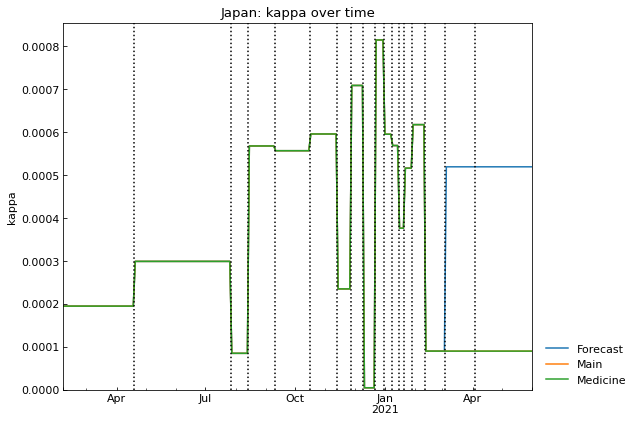 Japan: kappa over time
kappa
0.0008
0.0007
0.0006
0.0005
0.0004
0.0003
0.0002
0.0001
0.0000
Apr Jul Oct Jan Apr
2021
Forecast
Main
Medicine